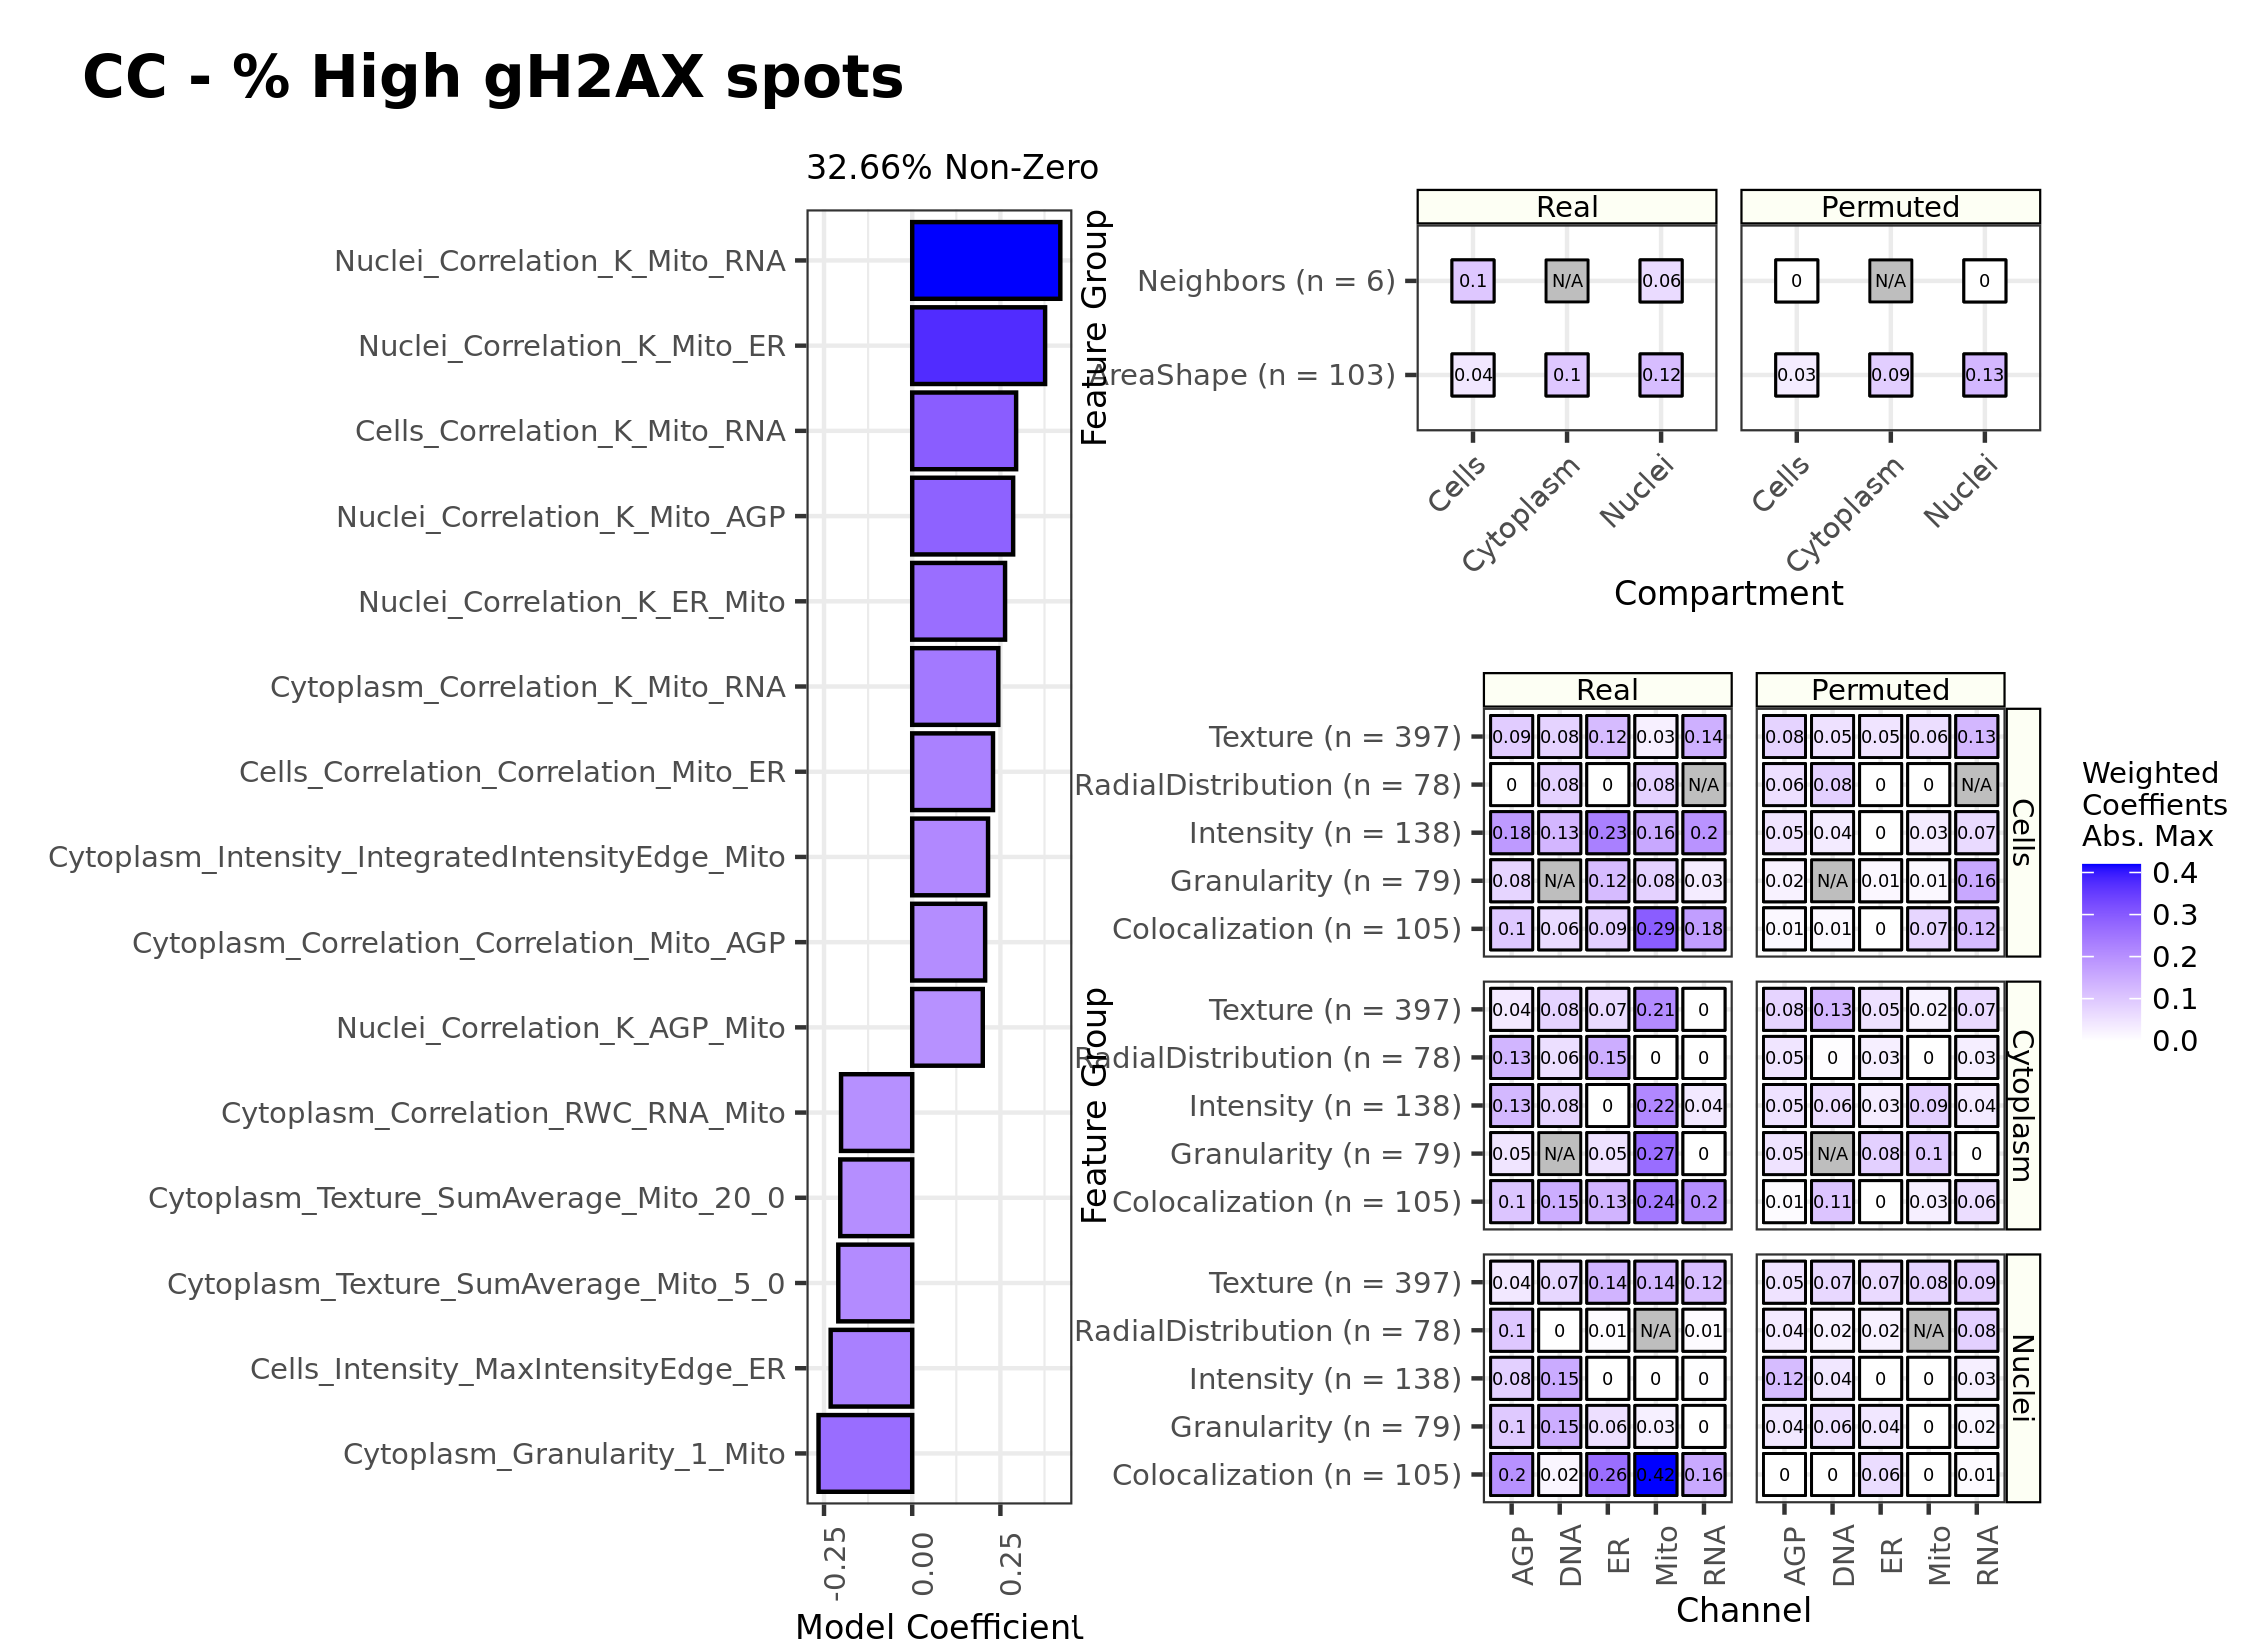 CC - % High gH2AX spots
32.66% Non-Zero
Nuclei_Correlation_K_Mito_RNA
Nuclei_Correlation_K_Mito_ER
Cells_Correlation_K_Mito_RNA
Nuclei_Correlation_K_Mito_AGP
Nuclei_Correlation_K_ER_Mito
Cytoplasm_Correlation_K_Mito_RNA
Cells_Correlation_Correlation_Mito_ER
Cytoplasm_Intensity_IntegratedIntensityEdge_Mito
Cytoplasm_Correlation_Correlation_Mito_AGP
Nuclei_Correlation_K_AGP_Mito
Cytoplasm_Correlation_RWC_RNA_Mito
Cytoplasm_Texture_SumAverage_Mito_20_0
Cytoplasm_Texture_SumAverage_Mito_5_0
Cells_Intensity_MaxIntensityEdge_ER
Cytoplasm_Granularity_1_Mito
-0.25 0.00 0.25
Model Coefficient
Feature Group
Real Permuted
Neighbors (n = 6) 0.1 N/A 0.06 0 N/A 0
AreaShape (n = 103) 0.04 0.1 0.12 0.03 0.09 0.13
Cells Cytoplasm Nuclei Cells Cytoplasm Nuclei
Compartment
Feature Group
Real Permuted
Texture (n = 397) 0.09 0.08 0.12 0.03 0.14 0.08 0.05 0.05 0.06 0.13
RadialDistribution (n = 78) 0 0.08 0 0.08 N/A 0.06 0.08 0 0 N/A
Intensity (n = 138) 0.18 0.13 0.23 0.16 0.2 0.05 0.04 0 0.03 0.07
Granularity (n = 79) 0.08 N/A 0.12 0.08 0.03 0.02 N/A 0.01 0.01 0.16
Colocalization (n = 105) 0.1 0.06 0.09 0.29 0.18 0.01 0.01 0 0.07 0.12
Cells
Texture (n = 397) 0.04 0.08 0.07 0.21 0 0.08 0.13 0.05 0.02 0.07
RadialDistribution (n = 78) 0.13 0.06 0.15 0 0 0.05 0 0.03 0 0.03
Intensity (n = 138) 0.13 0.08 0 0.22 0.04 0.05 0.06 0.03 0.09 0.04
Granularity (n = 79) 0.05 N/A 0.05 0.27 0 0.05 N/A 0.08 0.1 0
Colocalization (n = 105) 0.1 0.15 0.13 0.24 0.2 0.01 0.11 0 0.03 0.06
Cytoplasm
Texture (n = 397) 0.04 0.07 0.14 0.14 0.12 0.05 0.07 0.07 0.08 0.09
RadialDistribution (n = 78) 0.1 0 0.01 N/A 0.01 0.04 0.02 0.02 N/A 0.08
Intensity (n = 138) 0.08 0.15 0 0 0 0.12 0.04 0 0 0.03
Granularity (n = 79) 0.1 0.15 0.06 0.03 0 0.04 0.06 0.04 0 0.02
Colocalization (n = 105) 0.2 0.02 0.26 0.42 0.16 0 0 0.06 0 0.01
Nuclei
AGP DNA ER Mito RNA AGP DNA ER Mito RNA
Channel
Weighted
Coeffients
Abs. Max
0.4
0.3
0.2
0.1
0.0